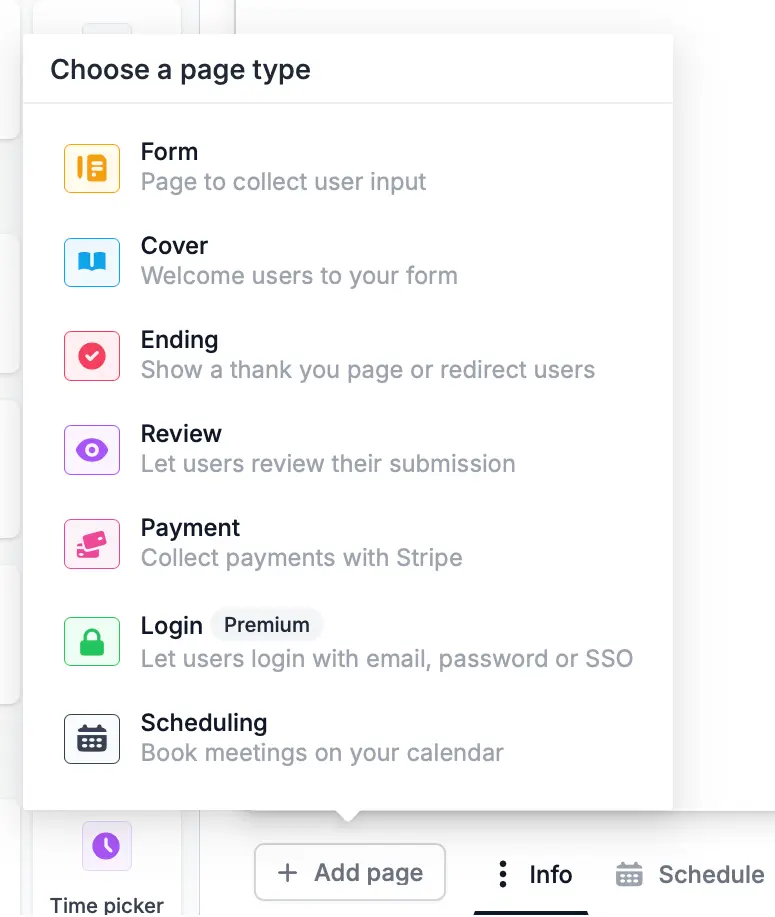 Choose a page type
Form
Page to collect user input
Cover
Welcome users to your form
Ending
Show a thank you page or redirect users
Review
Let users review their submission
Payment
Collect payments with Stripe
Login Premium
Let users login with email, password or SSO
Scheduling
Book meetings on your calendar
+ Add page
Info
Schedule
Time picker